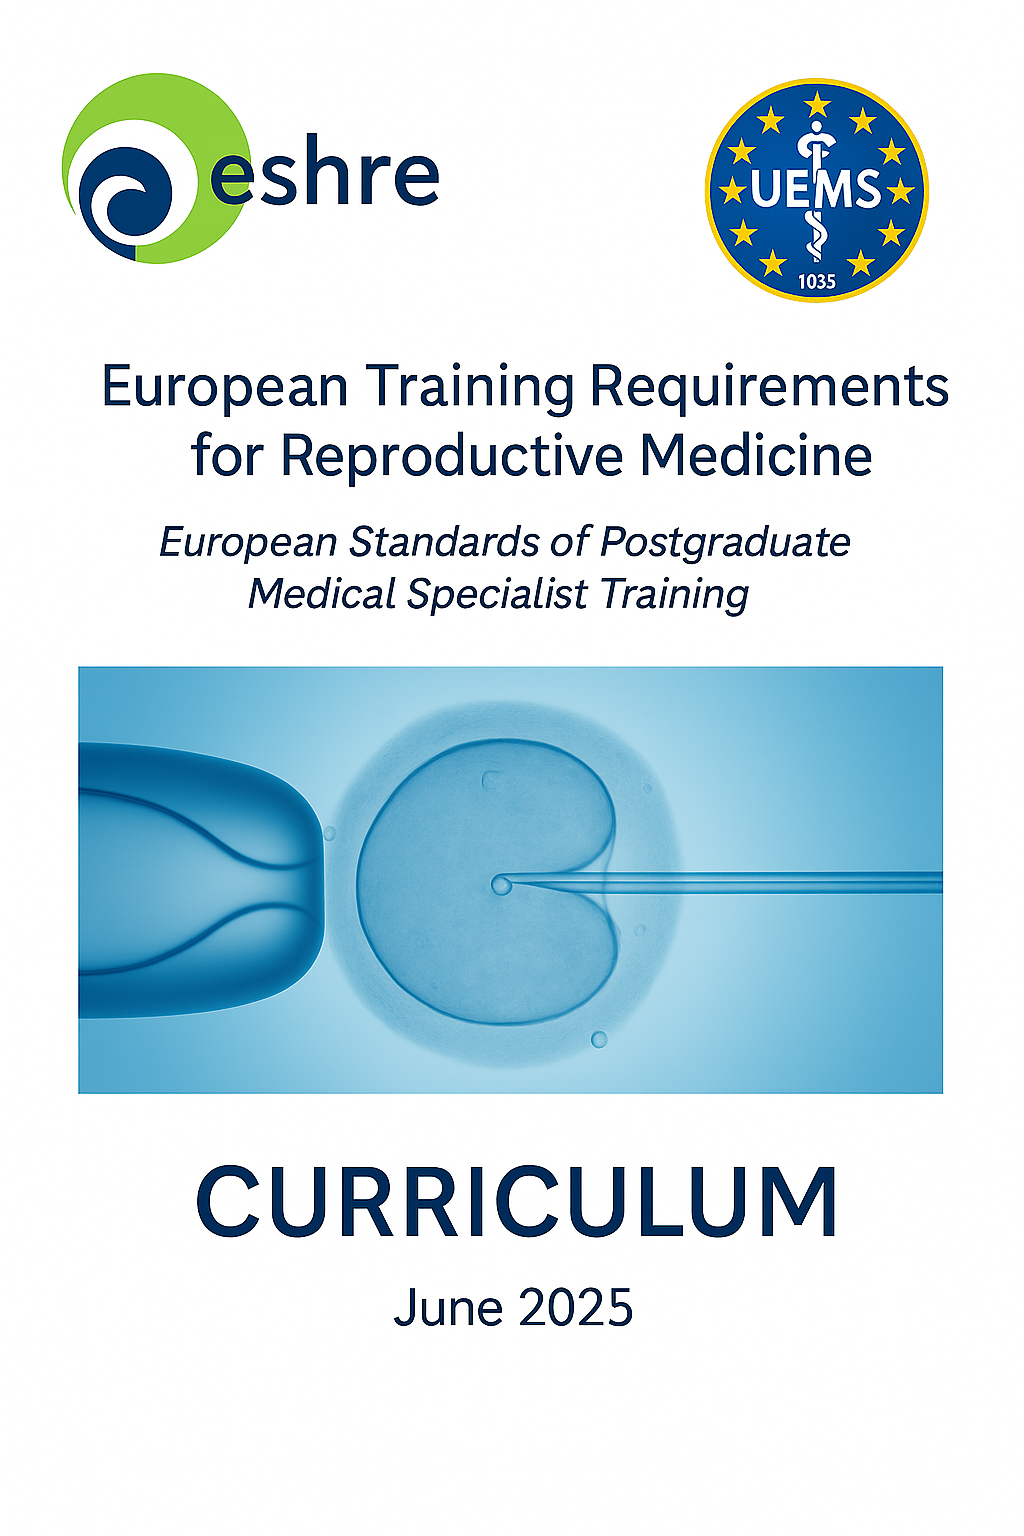 eshre
UEMS
1035
European Training Requirements
for Reproductive Medicine
European Standards of Postgraduate
Medical Specialist Training
CURRICULUM
June 2025